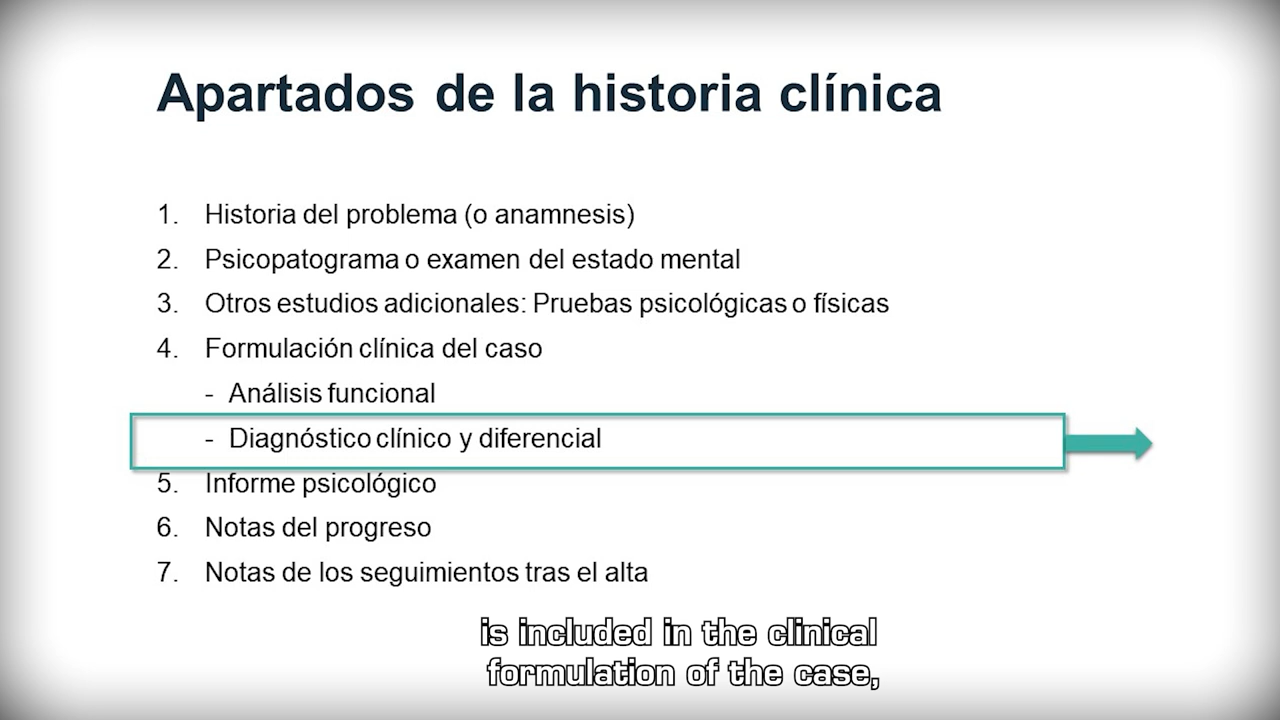 Apartados de la historia clínica
1. Historia del problema (o anamnesis)
2. Psicopatograma o examen del estado mental
3. Otros estudios adicionales: Pruebas psicológicas o físicas
4. Formulación clínica del caso
- Análisis funcional
- Diagnóstico clínico y diferencial
5. Informe psicológico
6. Notas del progreso
7. Notas de los seguimientos tras el alta
is included in the clinical
formulation of the case,